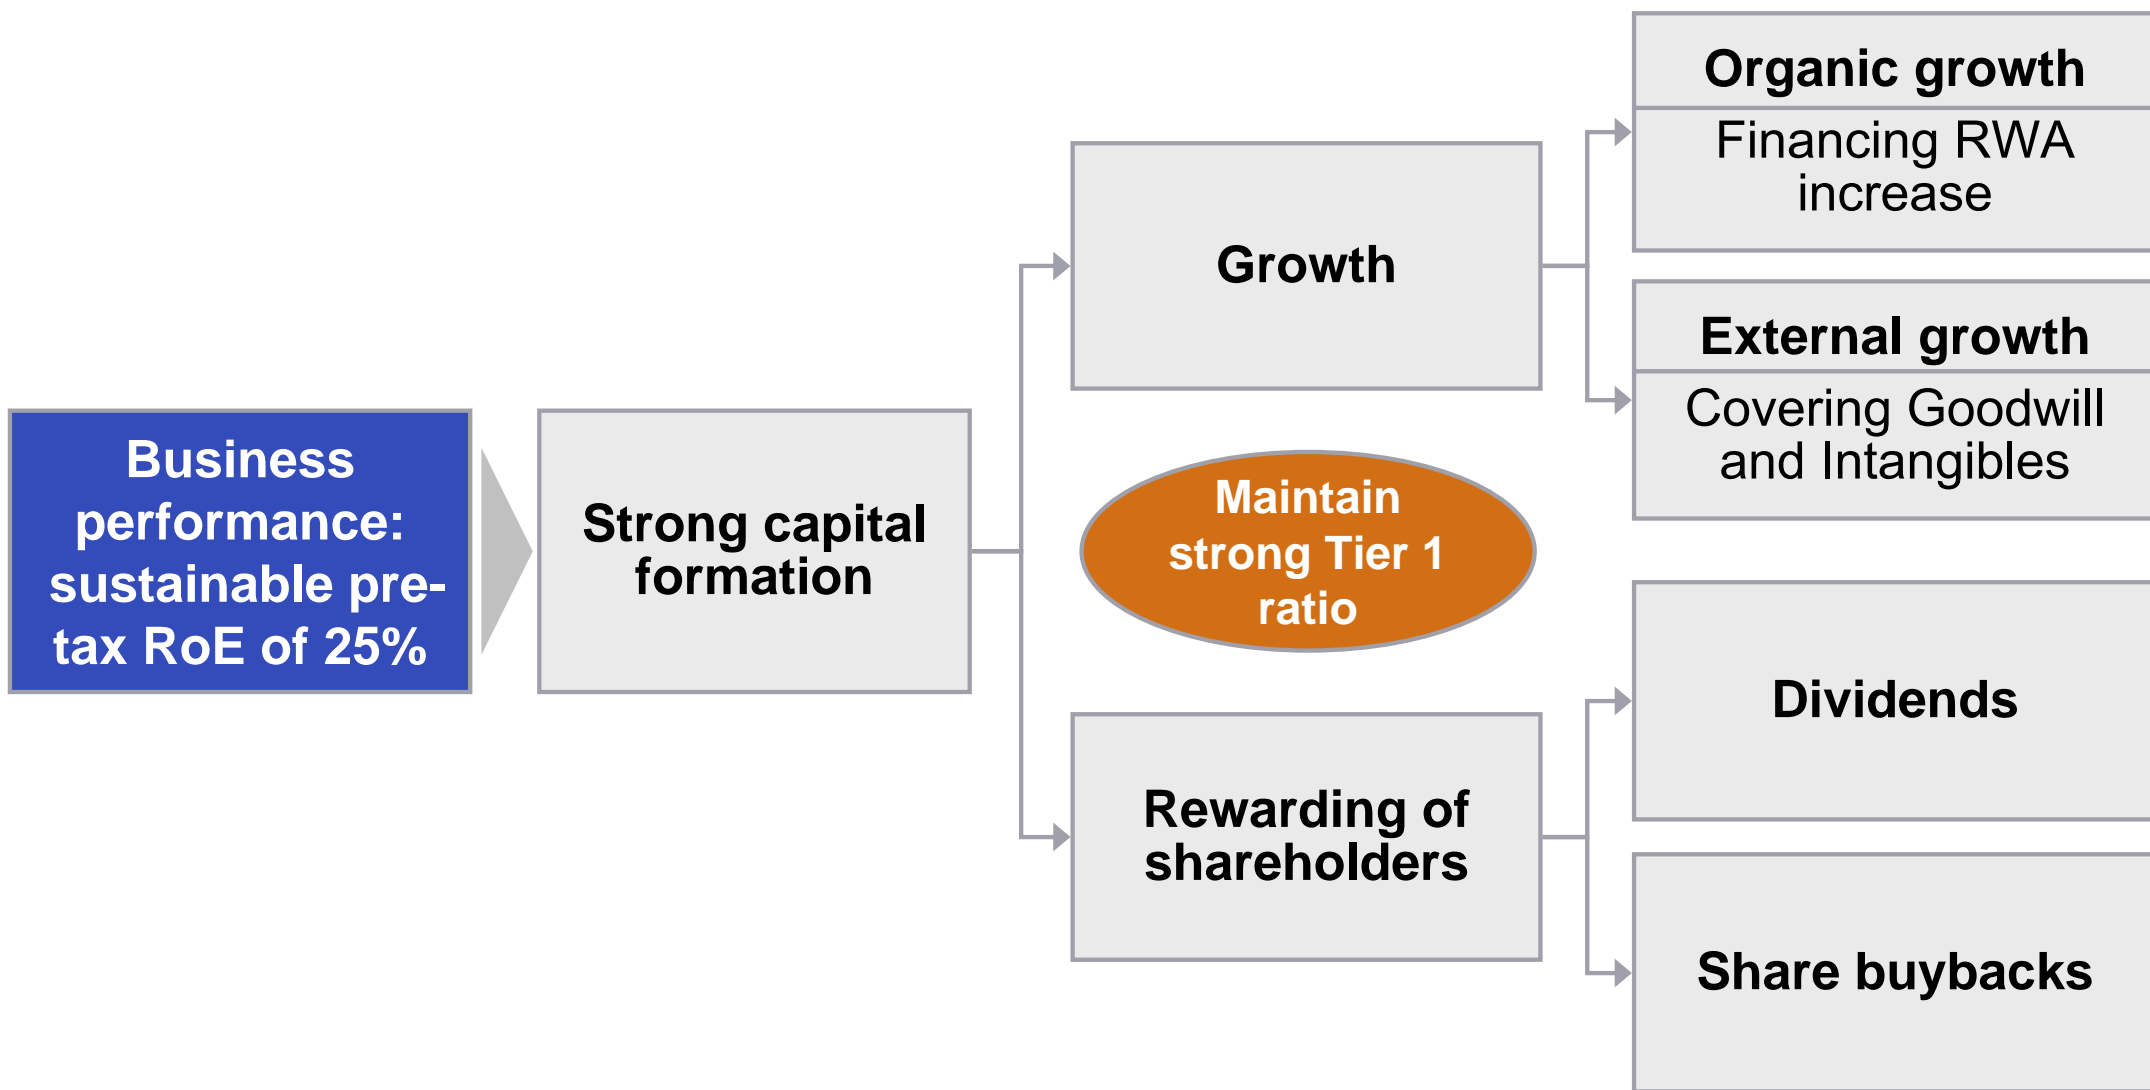 Business
performance:
sustainable pre-
tax RoE of 25%
Strong capital
formation
Growth
Maintain
strong Tier 1
ratio
Rewarding of
shareholders
Organic growth
Financing RWA
increase
External growth
Covering Goodwill
and Intangibles
Dividends
Share buybacks